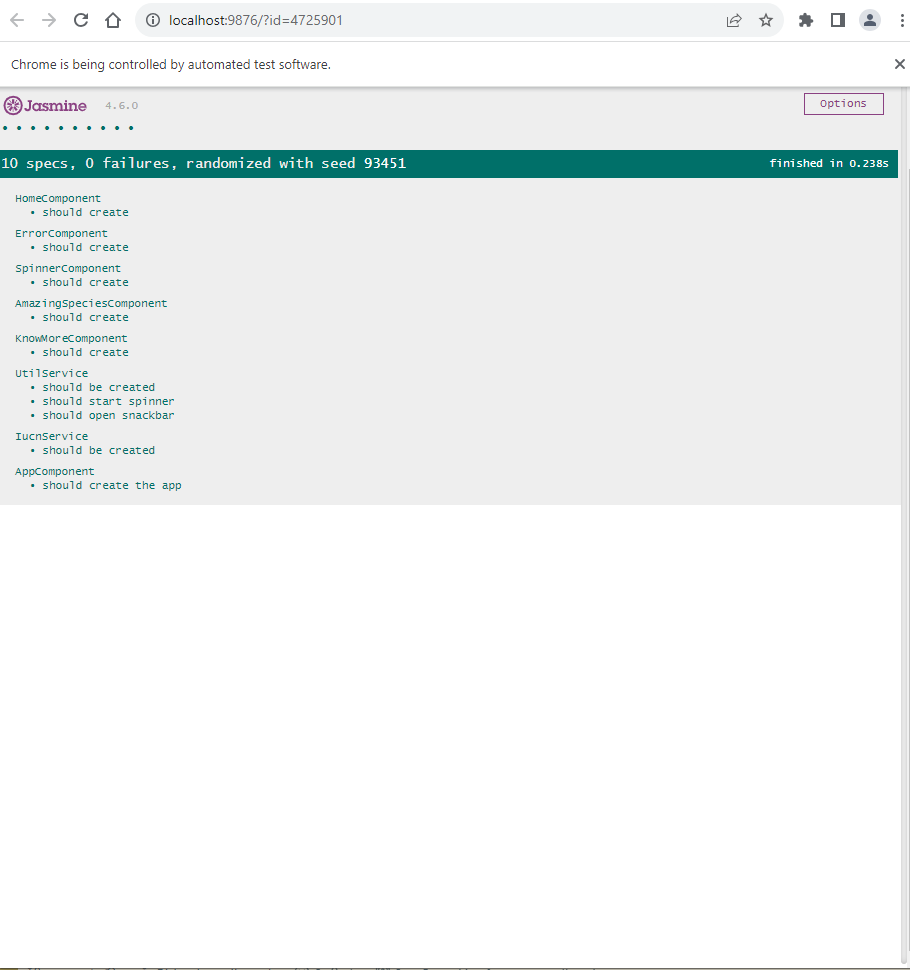 localhost:9876/?id=4725901
Chrome is being controlled by automated test software.
Jasmine 4.6.0
Options
10 specs, 0 failures, randomized with seed 93451
finished in 0.238s
HomeComponent
• should create
ErrorComponent
• should create
SpinnerComponent
• should create
AmazingSpeciesComponent
• should create
KnowMoreComponent
• should create
UtilService
• should be created
• should start spinner
• should open snackbar
IucnService
• should be created
AppComponent
• should create the app